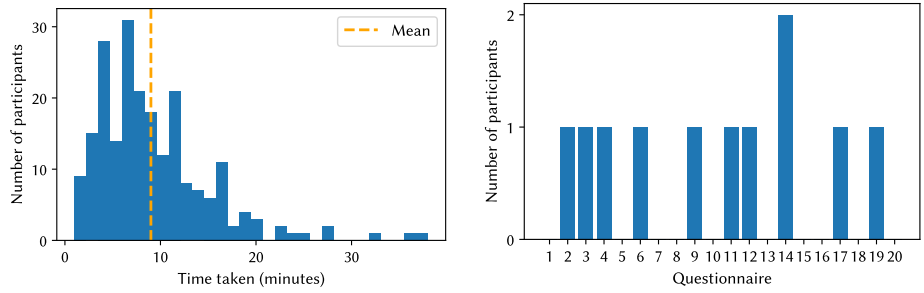 30
20
10
0
Number of participants
Mean
0 10 20 30
Time taken (minutes)
2
1
0
Number of participants
1 2 3 4 5 6 7 8 9 10 11 12 13 14 15 16 17 18 19 20
Questionnaire